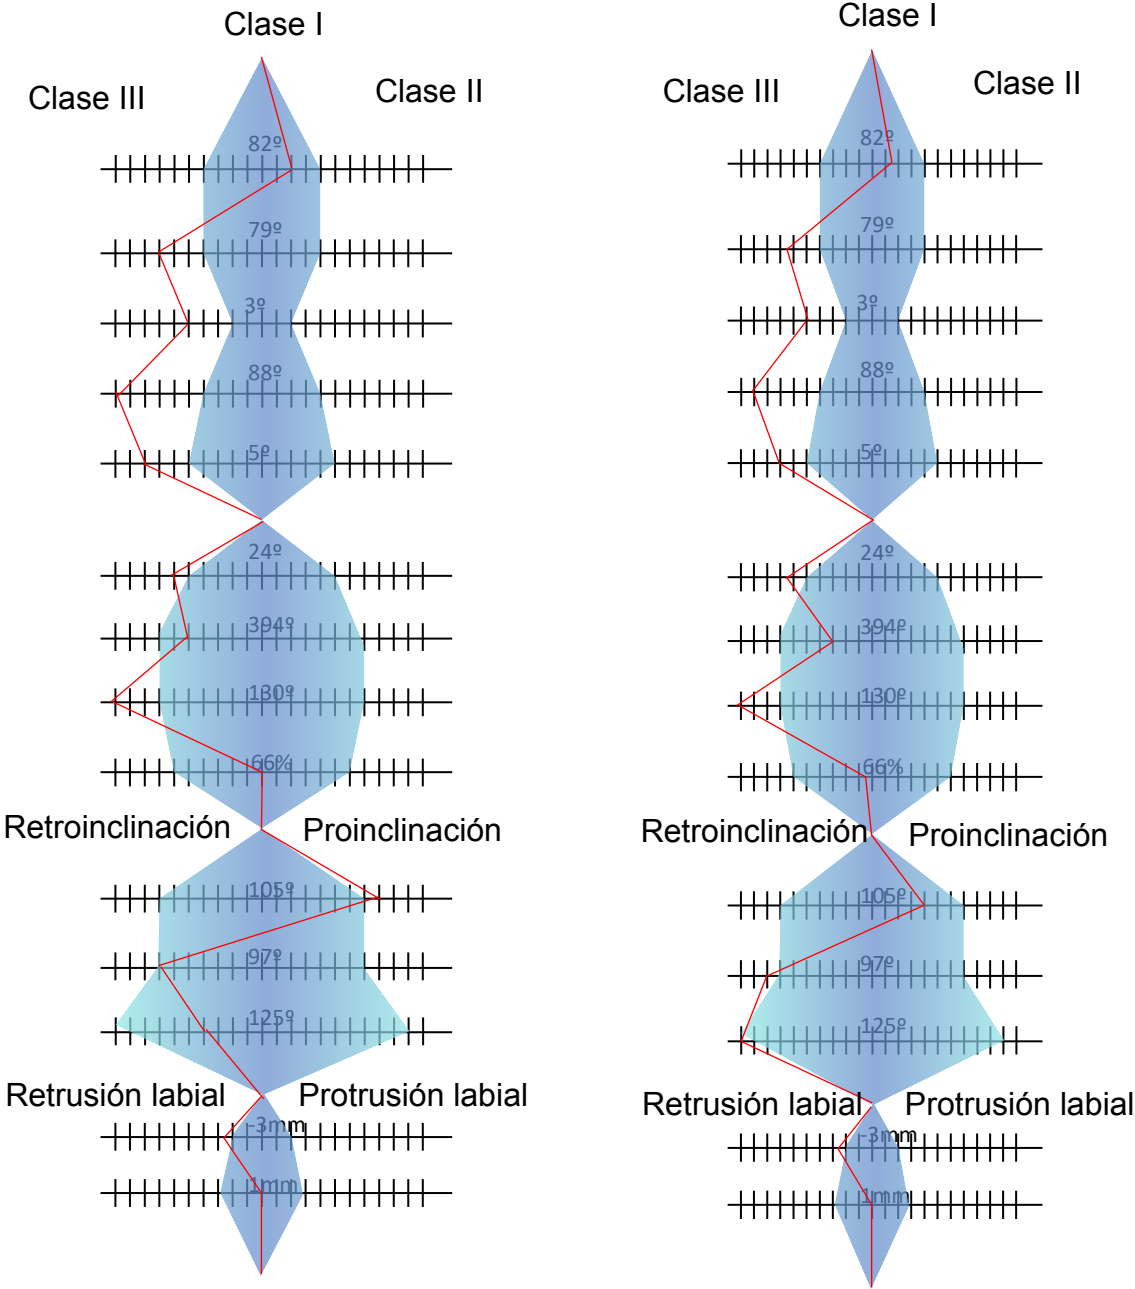 Clase I
Clase III
Clase II
82º
79º
3º
88º
5º
24º
394º
130º
66%
Retroinclinación
Proinclinación
105º
97º
125º
Retrusión labial
Protrusión labial
-3mm
1mm
Clase I
Clase III
Clase II
82º
79º
3º
88º
5º
24º
394º
130º
66%
Retroinclinación
Proinclinación
105º
97º
125º
Retrusión labial
Protrusión labial
-3mm
1mm